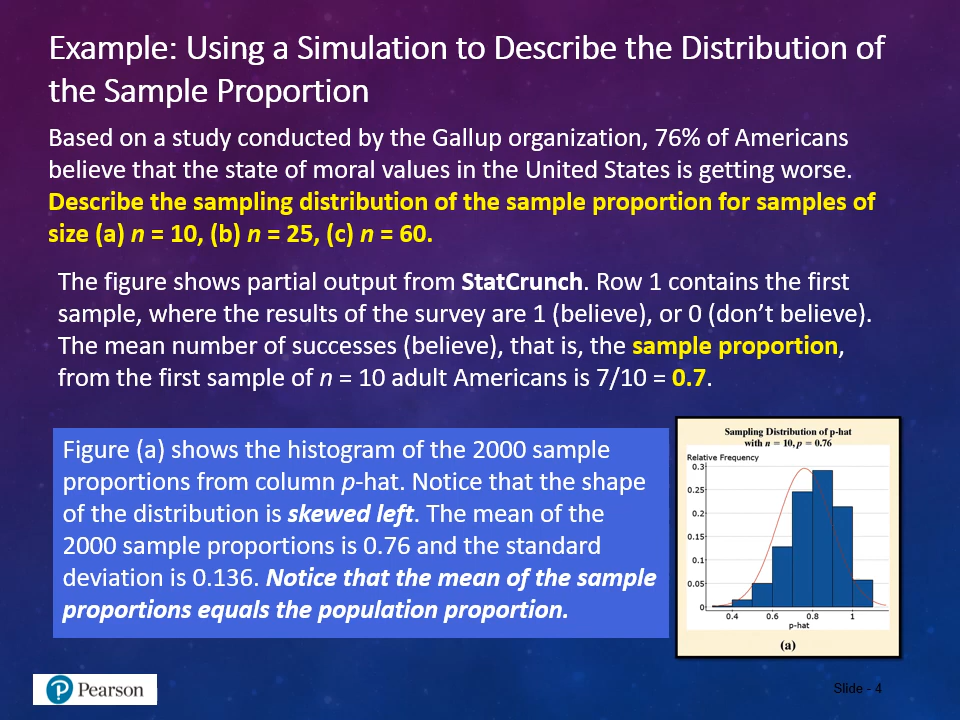 Example: Using a Simulation to Describe the Distribution of
the Sample Proportion
Based on a study conducted by the Gallup organization, 76% of Americans
believe that the state of moral values in the United States is getting worse.
Describe the sampling distribution of the sample proportion for samples of
size (a) n = 10, (b) n = 25, (c) n = 60.
The figure shows partial output from StatCrunch. Row 1 contains the first
sample, where the results of the survey are 1 (believe), or 0 (don’t believe).
The mean number of successes (believe), that is, the sample proportion,
from the first sample of n = 10 adult Americans is 7/10 = 0.7.
Figure (a) shows the histogram of the 2000 sample
proportions from column p-hat. Notice that the shape
of the distribution is skewed left. The mean of the
2000 sample proportions is 0.76 and the standard
deviation is 0.136. Notice that the mean of the sample
proportions equals the population proportion.
Sampling Distribution of p-hat
with n = 10, p = 0.76
Relative Frequency
0.3
0.25
0.2
0.15
0.1
0.05
0
0.4 0.6 0.8 1
p-hat
(a)
P Pearson
Slide - 4